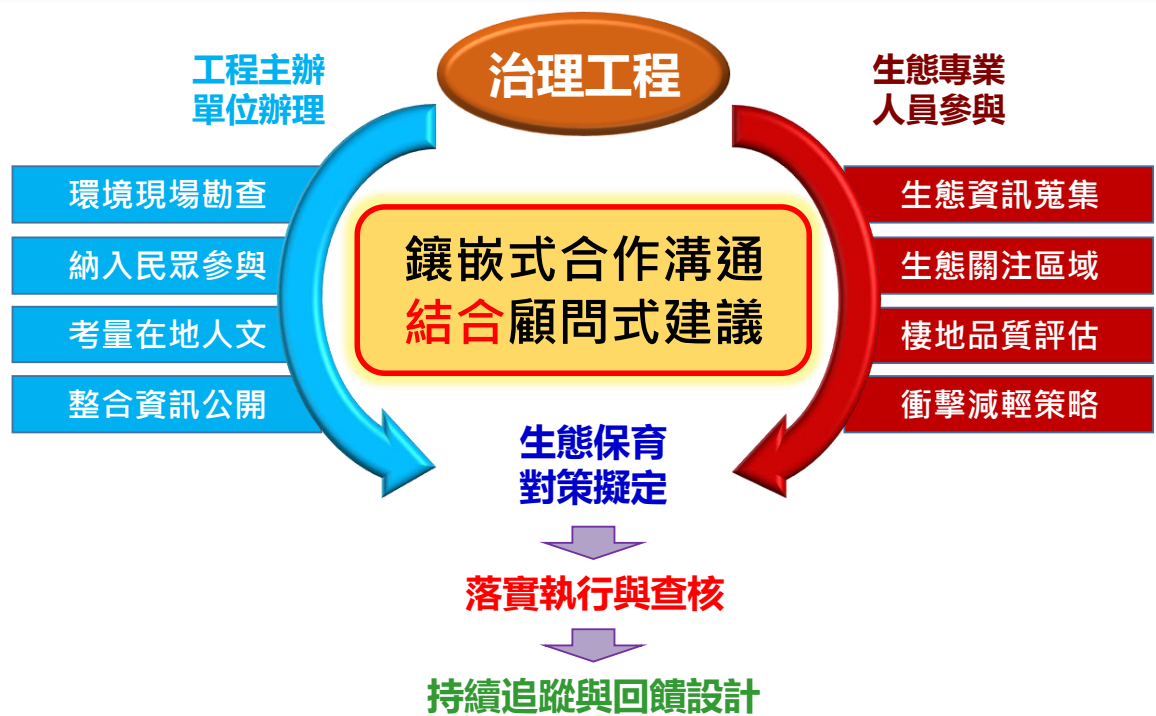 治理工程
工程主辦
單位辦理
環境現場勘查
納入民眾參與
考量在地人文
整合資訊公開
生態專業
人員參與
生態資訊蒐集
生態關注區域
棲地品質評估
衝擊減輕策略
鑲嵌式合作溝通
結合顧問式建議
生態保育
對策擬定
落實執行與查核
持續追蹤與回饋設計